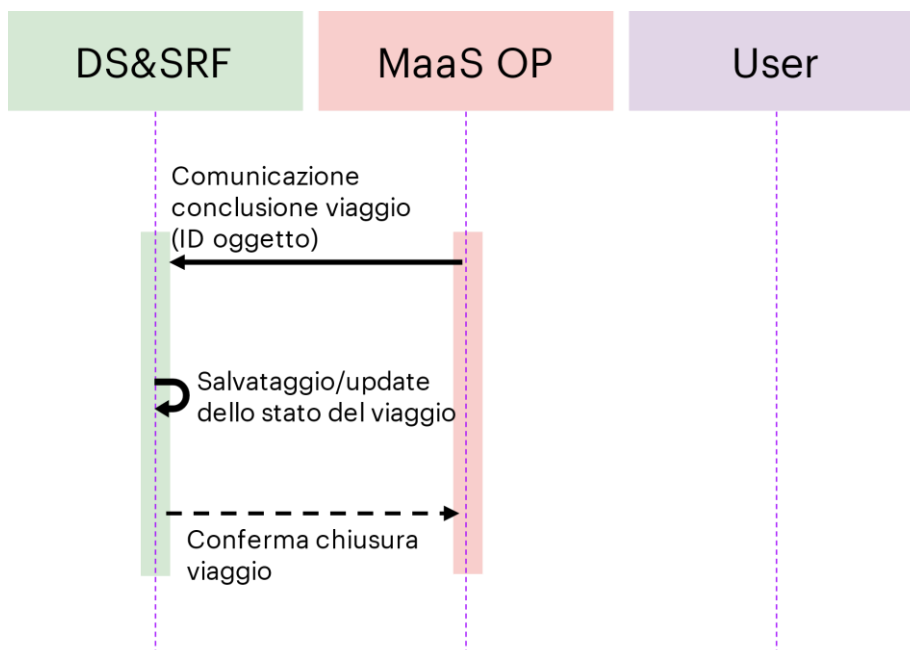 DS&SRF
MaaS OP
User
Comunicazione
conclusione viaggio
(ID oggetto)
Salvataggio/update
dello stato del viaggio
Conferma chiusura
viaggio